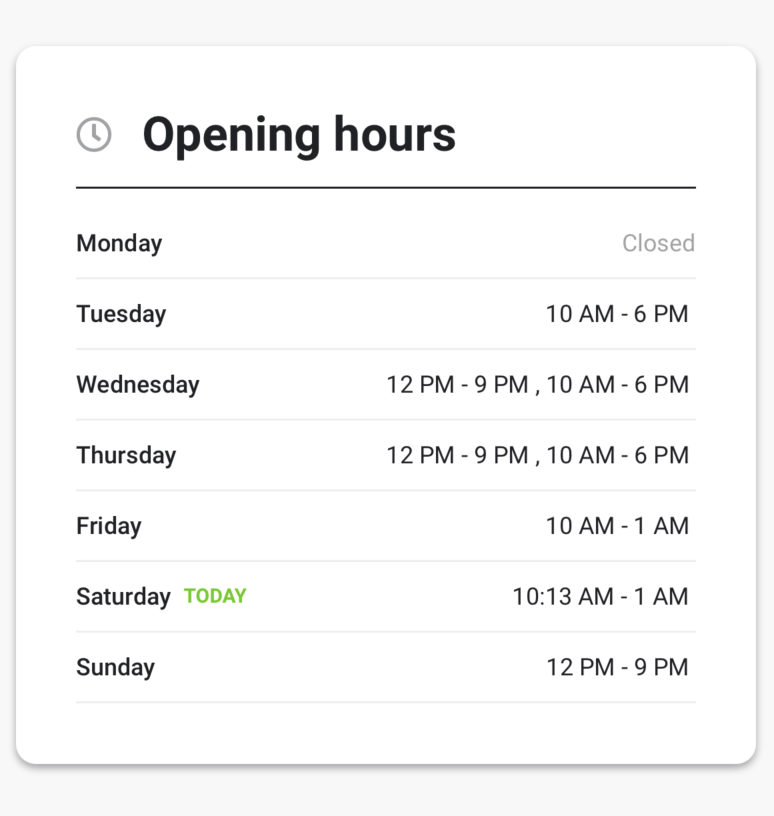 Opening hours
Monday Closed
Tuesday 10 AM - 6 PM
Wednesday 12 PM - 9 PM , 10 AM - 6 PM
Thursday 12 PM - 9 PM , 10 AM - 6 PM
Friday 10 AM - 1 AM
Saturday TODAY 10:13 AM - 1 AM
Sunday 12 PM - 9 PM